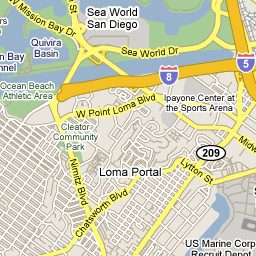 W Mission Bay Dr
Sea World
San Diego
Quivira
Basin
Sea World Dr
nnel
8
5
Ocean Beach
Athletic Area
W Point Loma Blvd
Ipayone Center at
the Sports Arena
Cleator
Community
Park
Midw
209
Nimitz Blvd
Loma Portal
Lytton St
Chatsworth Blvd
US Marine Corp
Recruit Depot